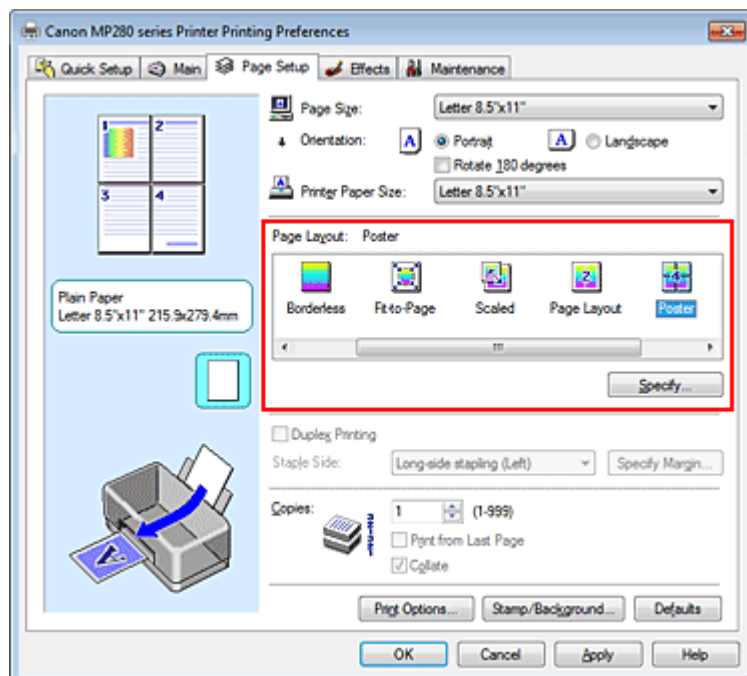 Canon MP280 series Printer Printing Preferences
Quick Setup Main Page Setup Effects Maintenance
1 2
3 4
Plain Paper
Letter 8.5"x11" 215.9x279.4mm
Page Size: Letter 8.5"x11"
Orientation: A Portrait A Landscape
Rotate 180 degrees
Printer Paper Size: Letter 8.5"x11"
Page Layout: Poster
Borderless Fit-to-Page Scaled Page Layout Poster
Specify...
Duplex Printing
Staple Side: Long-side stapling (Left) Specify Margin...
Copies: 1 (1-999)
Print from Last Page
Collate
Print Options... Stamp/Background... Defaults
OK Cancel Apply Help